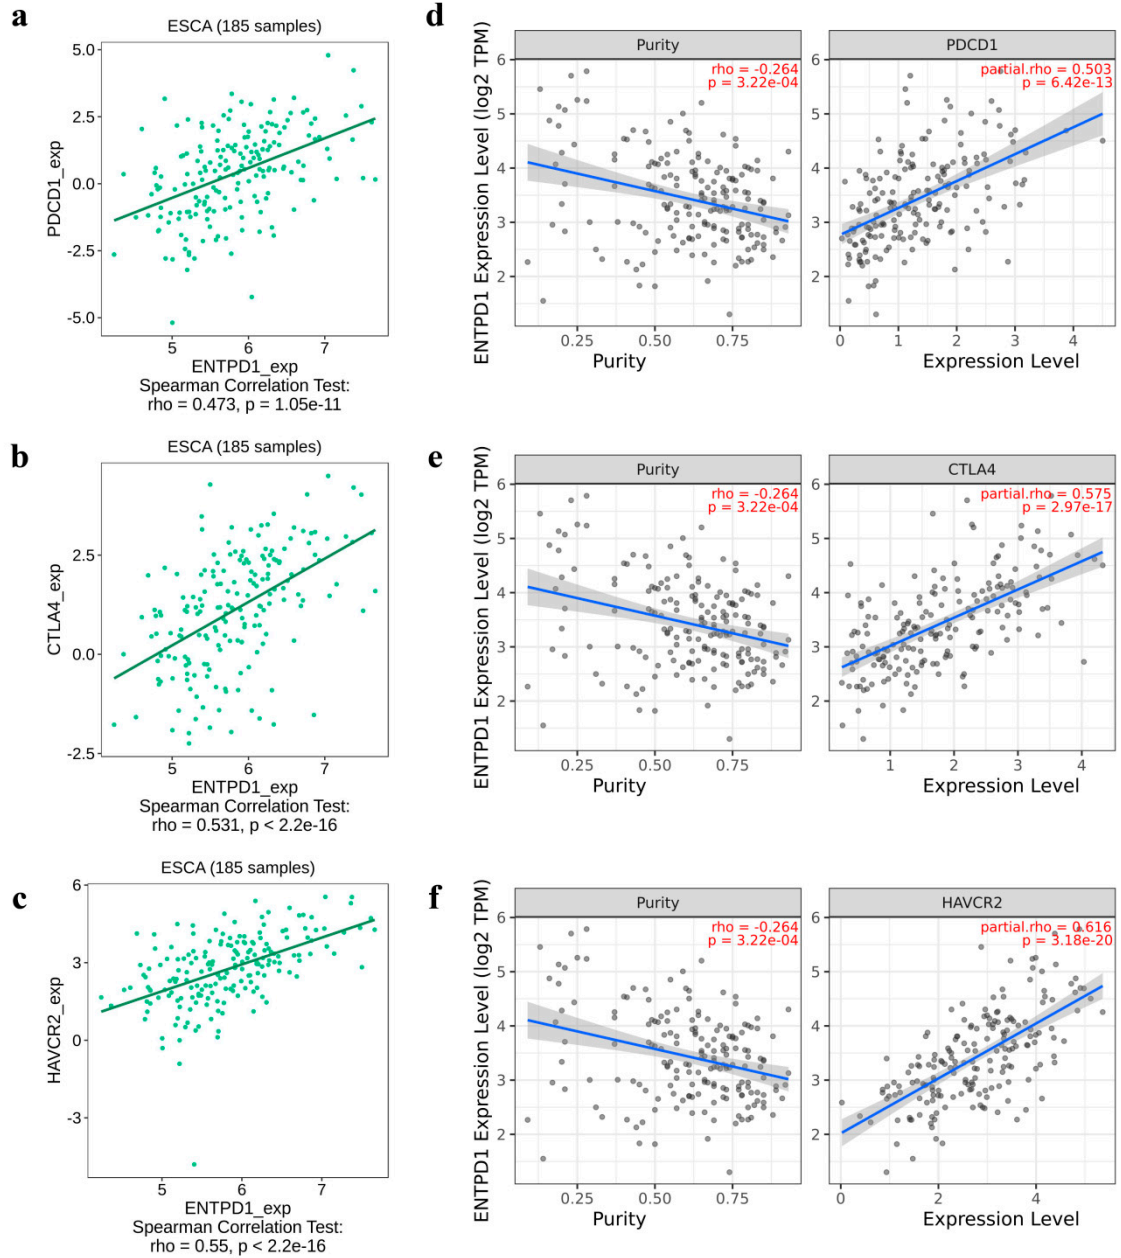 a
ESCA (185 samples)
PDCD1_exp
5.0
2.5
0.0
-2.5
-5.0
5
6
7
ENTPD1_exp
Spearman Correlation Test:
rho = 0.473, p = 1.05e-11
d
ENTPD1 Expression Level (log2 TPM)
Purity
PDCD1
rho = -0.264
p = 3.22e-04
partial.rho = 0.503
p = 6.42e-13
6
5
4
3
2
0.25
0.50
0.75
Purity
0
1
2
3
4
Expression Level
b
ESCA (185 samples)
CTLA4_exp
2.5
0.0
-2.5
5
6
7
ENTPD1_exp
Spearman Correlation Test:
rho = 0.531, p < 2.2e-16
e
ENTPD1 Expression Level (log2 TPM)
Purity
CTLA4
rho = -0.264
p = 3.22e-04
partial.rho = 0.575
p = 2.97e-17
6
5
4
3
2
0.25
0.50
0.75
Purity
1
2
3
4
Expression Level
c
ESCA (185 samples)
HAVCR2_exp
6
3
0
-3
5
6
7
ENTPD1_exp
Spearman Correlation Test:
rho = 0.55, p < 2.2e-16
f
ENTPD1 Expression Level (log2 TPM)
Purity
HAVCR2
rho = -0.264
p = 3.22e-04
partial.rho = 0.616
p = 3.18e-20
6
5
4
3
2
0.25
0.50
0.75
Purity
0
2
4
Expression Level